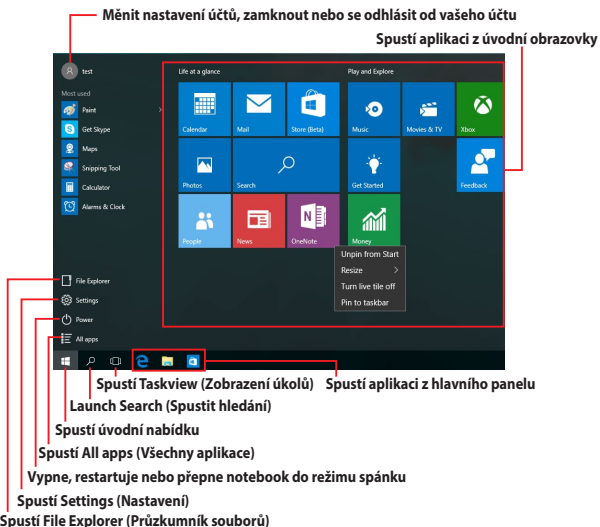 Měnit nastavení účtů, zamknout nebo se odhlásit od vašeho účtu
Spustí aplikaci z úvodní obrazovky
test
Life at a glance
Play and Explore
Most used
Paint
Get Skype
Maps
Snipping Tool
Calculator
Alarms & Clock
Calendar
Mail
Store (Beta)
Music
Movies & TV
Xbox
Photos
Search
Get Started
Feedback
People
News
OneNote
Money
Unpin from Start
Resize
Turn live tile off
Pin to taskbar
File Explorer
Settings
Power
All apps
Spustí Taskview (Zobrazení úkolů)
Spustí aplikaci z hlavního panelu
Launch Search (Spustit hledání)
Spustí úvodní nabídku
Spustí All apps (Všechny aplikace)
Vypne, restartuje nebo přepne notebook do režimu spánku
Spustí Settings (Nastavení)
Spustí File Explorer (Průzkumník souborů)